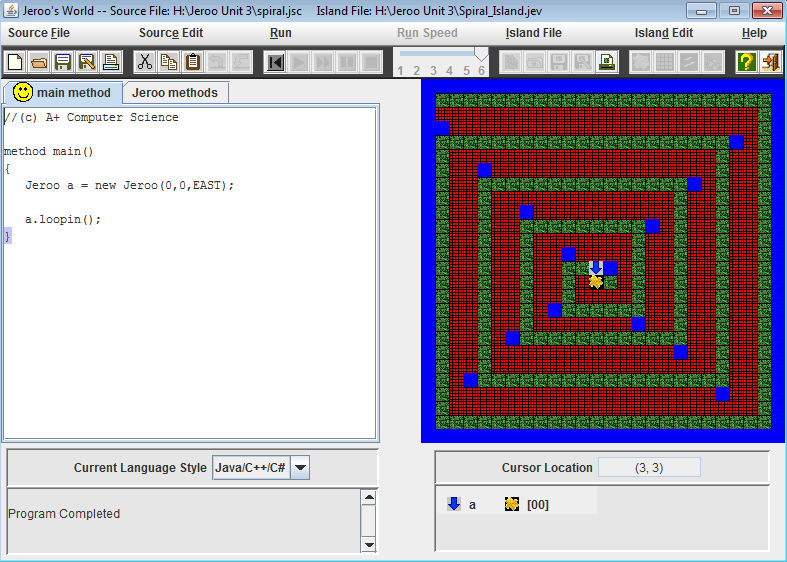 Jeroo's World -- Source File: H:\Jeroo Unit 3\spiral.jsc    Island File: H:\Jeroo Unit 3\Spiral_Island.jev
Source File    Source Edit    Run    Run Speed    Island File    Island Edit    Help
1 2 3 4 5 6
main method    Jeroo methods
//(c) A+ Computer Science
method main()
{
Jeroo a = new Jeroo(0,0,EAST);
a.loopin();
}
Current Language Style    Java/C++/C#
Cursor Location    (3, 3)
Program Completed
a    [00]